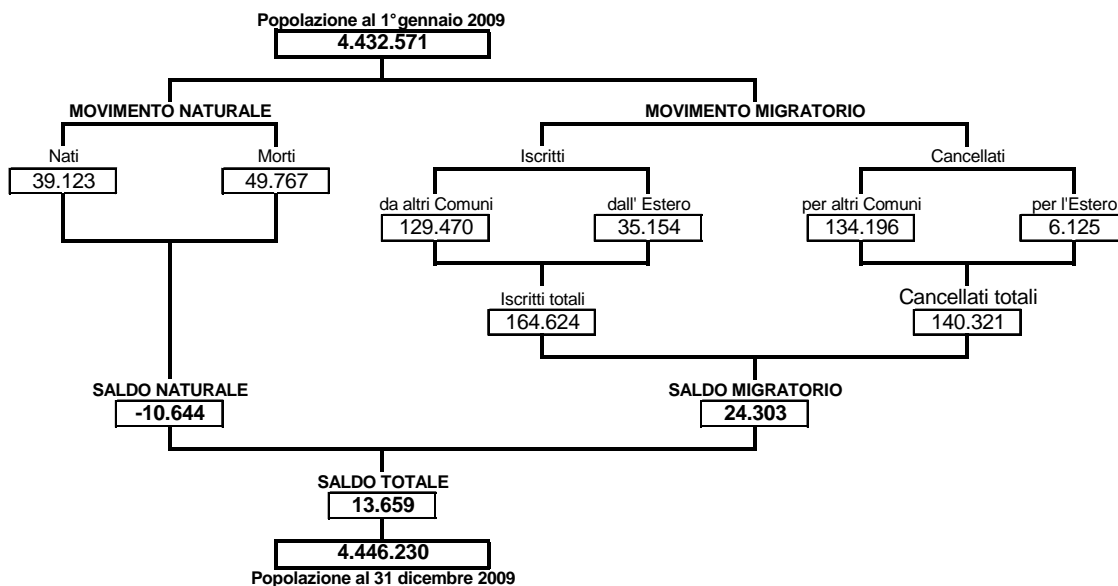 Popolazione al 1° gennaio 2009
4.432.571
MOVIMENTO NATURALE
MOVIMENTO MIGRATORIO
Nati
Morti
Iscritti
Cancellati
39.123
49.767
da altri Comuni
dall' Estero
per altri Comuni
per l'Estero
129.470
35.154
134.196
6.125
Iscritti totali
Cancellati totali
164.624
140.321
SALDO NATURALE
SALDO MIGRATORIO
-10.644
24.303
SALDO TOTALE
13.659
4.446.230
Popolazione al 31 dicembre 2009